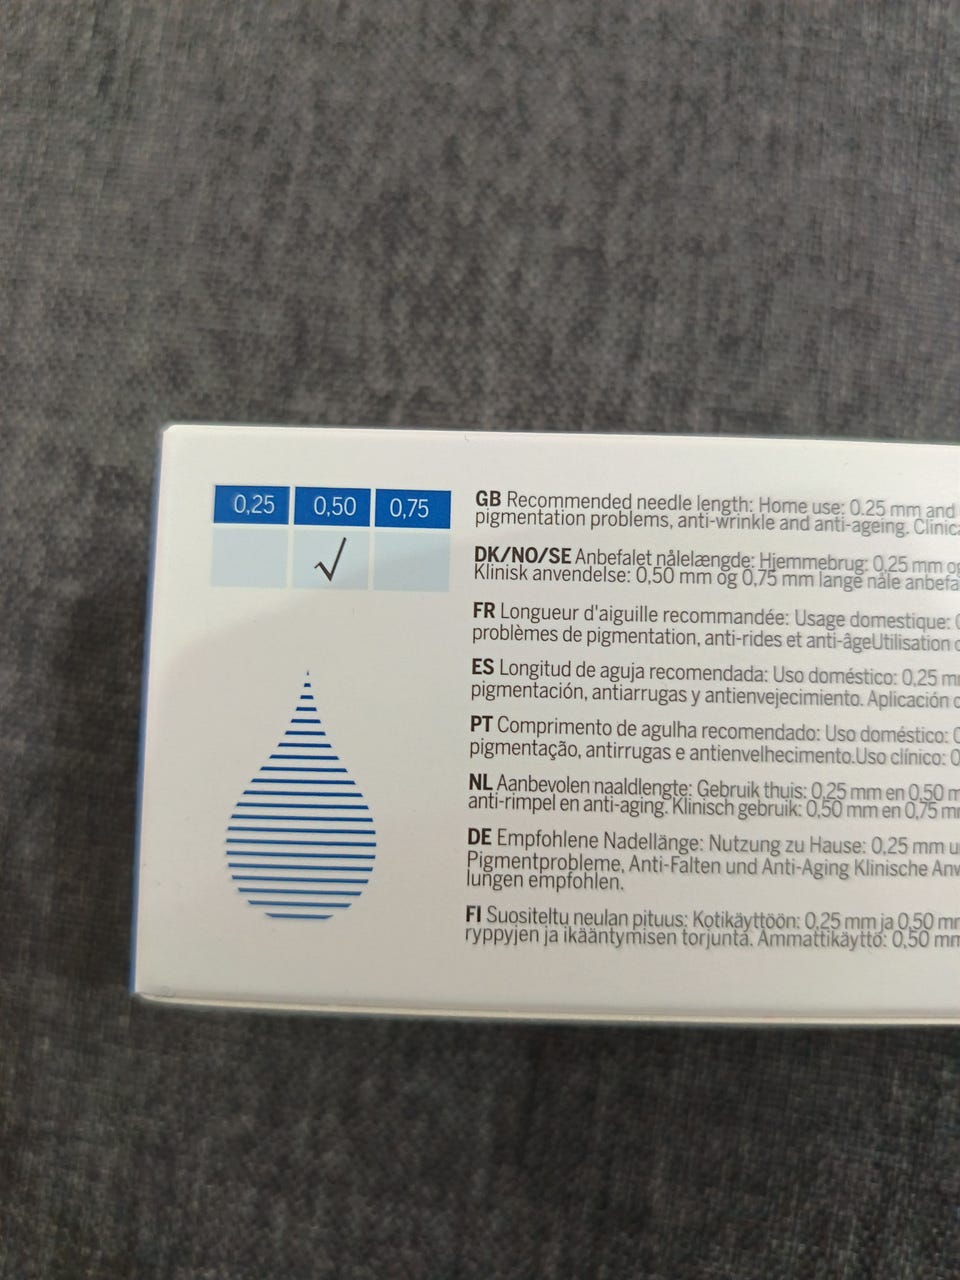 0,25 0,50 0,75
√
GB Recommended needle length: Home use: 0.25 mm and
pigmentation problems, anti-wrinkle and anti-ageing. Clinic
DK/NO/SE Anbefalet nålelængde: Hjemmebrug: 0,25 mm og
Klinisk anvendelse: 0,50 mm og 0,75 mm lange nåle anbefa
FR Longueur d'aiguille recommandée: Usage domestique:
problèmes de pigmentation, anti-rides et anti-âgeUtilisation
ES Longitud de aguja recomendada: Uso doméstico: 0,25 m
pigmentación, antiarrugas y antienvejecimiento. Aplicación
PT Comprimento de agulha recomendado: Uso doméstico: 0
pigmentação, antirrugas e antienvelhecimento.Uso clínico: 0
NL Aanbevolen naaldlengte: Gebruik thuis: 0,25 mm en 0,50 m
anti-rimpel en anti-aging. Klinisch gebruik: 0,50 mm en 0,75 m
DE Empfohlene Nadellänge: Nutzung zu Hause: 0,25 mm u
Pigmentprobleme, Anti-Falten und Anti-Aging Klinische An
lungen empfohlen.
FI Suositeltu neulan pituus: Kotikäyttöön: 0,25 mm ja 0,50 m
ryppyjen ja ikääntymisen torjunta. Ammattikäyttö: 0,50 mm